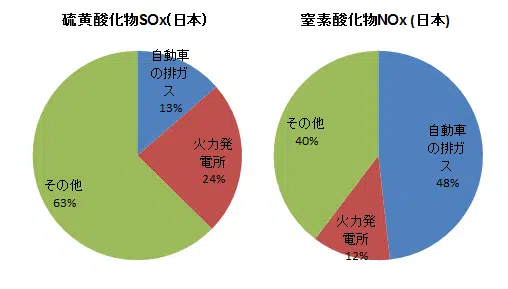 硫黄酸化物SOx(日本)
自動車
の排ガ
ス
13%
火力発
電所
24%
その他
63%
窒素酸化物NOx (日本)
自動車
の排ガ
ス
48%
火力発
電所
12%
その他
40%